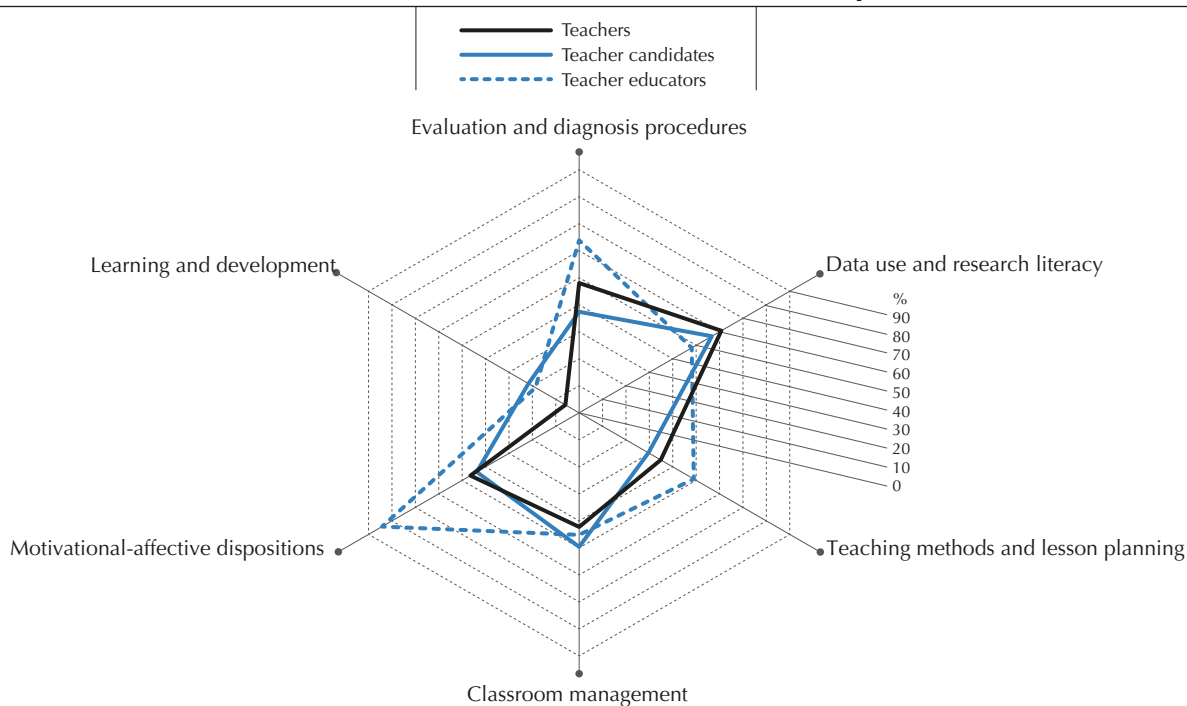 Teachers
Teacher candidates
Teacher educators
Evaluation and diagnosis procedures
Learning and development
Data use and research literacy
%
90
80
70
60
50
40
30
20
10
0
Motivational-affective dispositions
Teaching methods and lesson planning
Classroom management